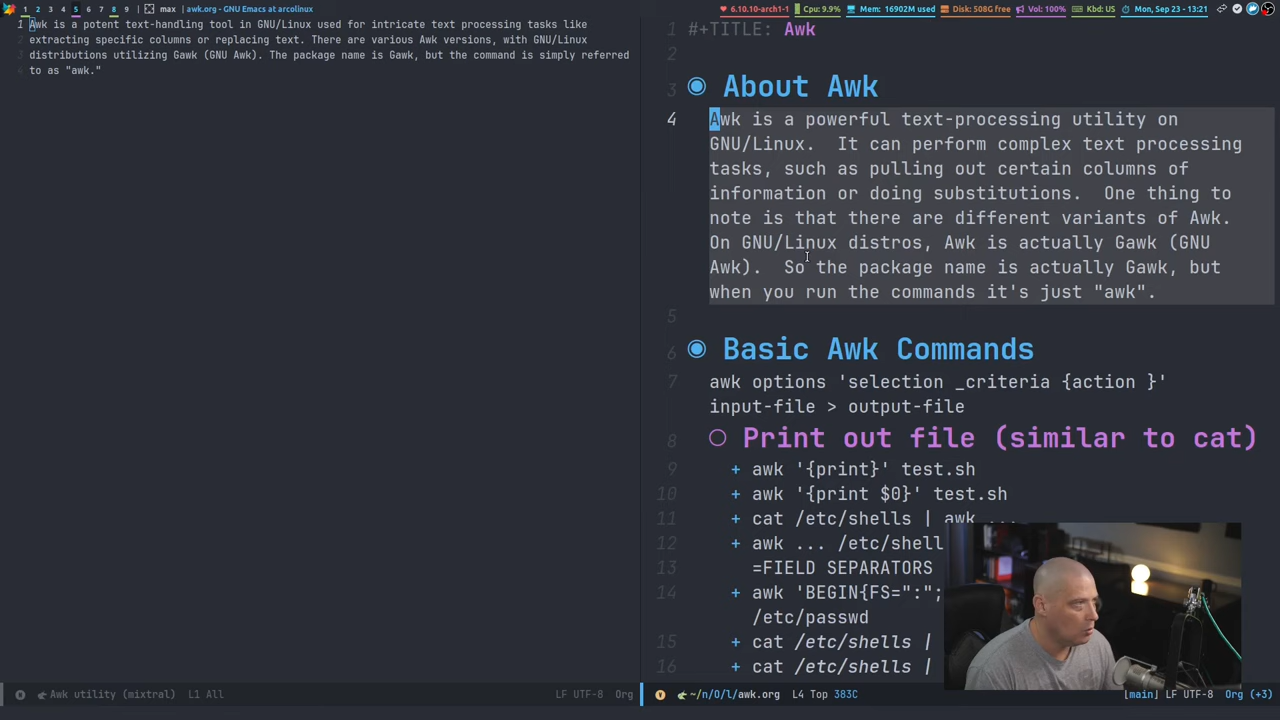 1 2 3 4 5 6 7 8 9 max | awk.org - GNU Emacs at arcolinux
6.10.10-arch1-1 Cpu: 9.9% Mem: 16902M used Disk: 508G free Vol: 100% Kbd: US Mon, Sep 23 - 13:21
1 Awk is a potent text-handling tool in GNU/Linux used for intricate text processing tasks like
2 extracting specific columns or replacing text. There are various Awk versions, with GNU/Linux
3 distributions utilizing Gawk (GNU Awk). The package name is Gawk, but the command is simply referred
4 to as "awk."
Awk utility (mixtral) L1 All LF UTF-8 Org
1 #+TITLE: Awk
2
3 About Awk
4 Awk is a powerful text-processing utility on
GNU/Linux. It can perform complex text processing
tasks, such as pulling out certain columns of
information or doing substitutions. One thing to
note is that there are different variants of Awk.
On GNU/Linux distros, Awk is actually Gawk (GNU
Awk). So the package name is actually Gawk, but
when you run the commands it's just "awk".
5
6 Basic Awk Commands
7 awk options 'selection _criteria {action }'
input-file > output-file
8 Print out file (similar to cat)
9 + awk '{print}' test.sh
10 + awk '{print $0}' test.sh
11 + cat /etc/shells | awk ...
12 + awk ... /etc/shell
13 =FIELD SEPARATORS
14 + awk 'BEGIN{FS=":";
/etc/passwd
15 + cat /etc/shells |
16 + cat /etc/shells |
~/n/O/l/awk.org L4 Top 383C [main] LF UTF-8 Org (+3)